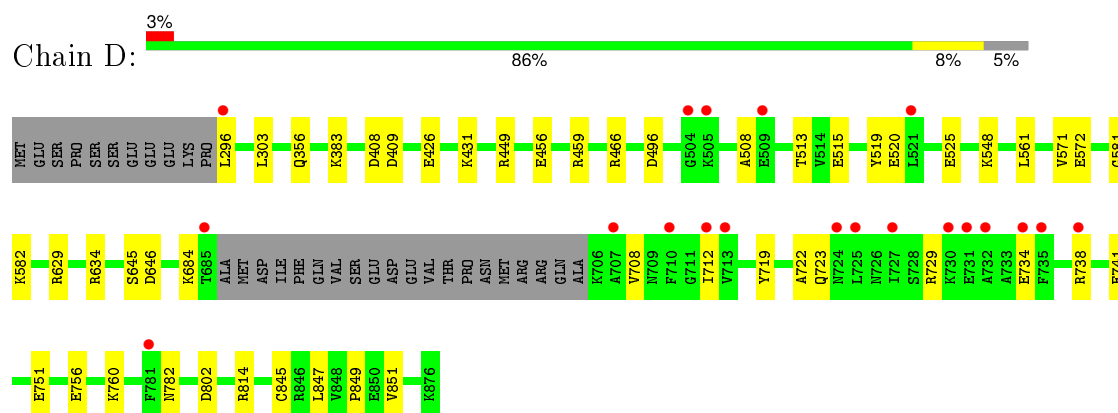 3%
Chain D:
86% 8% 5%
MET GLU SER PRO SER SER GLU GLU GLU LYS PRO L296 L303 Q356 K383 D408 D409 E426 K431 R449 E456 R459 R466 D496 G504 K505 A508 E509 T513 V514 E515 Y519 E520 L521 E525 K548 L561 V571 E572 G581
K582 R629 R634 S645 D646 K684 T685 ALA MET ASP ILE PHE GLN VAL SER GLU ASP GLU VAL THR PRO ASN MET ARG ARG GLN ALA K706 A707 V708 N709 F710 G711 I712 V713 Y719 A722 Q723 N724 L725 N726 I727 S728 R729 K730 E731 A732 A733 E734 F735 R738 E741
E751 E756 K760 F781 N782 D802 R814 C845 R846 L847 V848 P849 E850 V851 K876